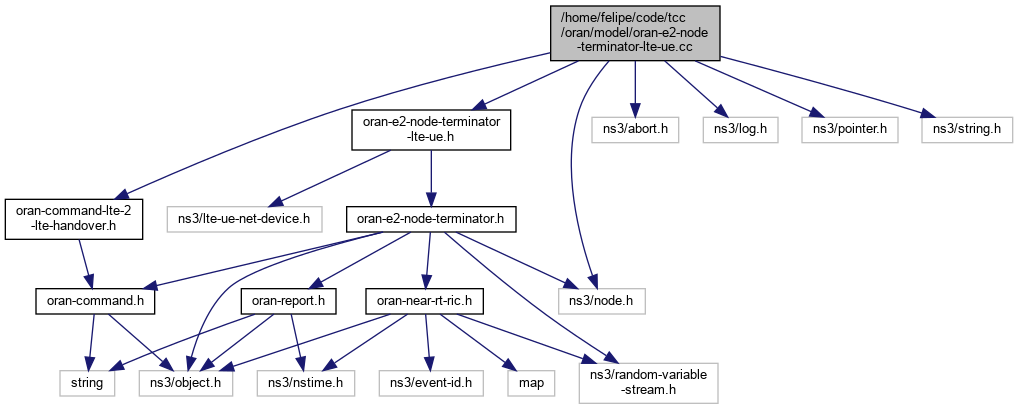 /home/felipe/code/tcc
/oran/model/oran-e2-node
-terminator-lte-ue.cc
oran-e2-node-terminator
-lte-ue.h
ns3/abort.h
ns3/log.h
ns3/pointer.h
ns3/string.h
oran-command-lte-2
-lte-handover.h
ns3/lte-ue-net-device.h
oran-e2-node-terminator.h
oran-command.h
oran-report.h
oran-near-rt-ric.h
ns3/node.h
string
ns3/object.h
ns3/nstime.h
ns3/event-id.h
map
ns3/random-variable
-stream.h